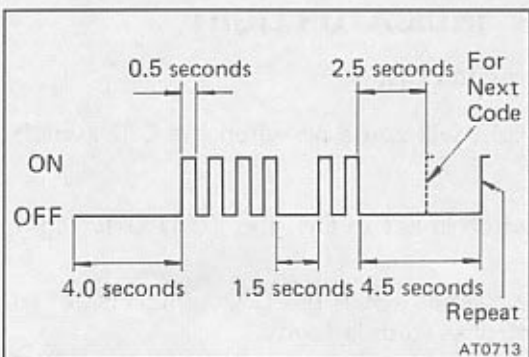 0.5 seconds
2.5 seconds
For
Next
Code
ON
OFF
4.0 seconds
1.5 seconds
4.5 seconds
Repeat
AT0713